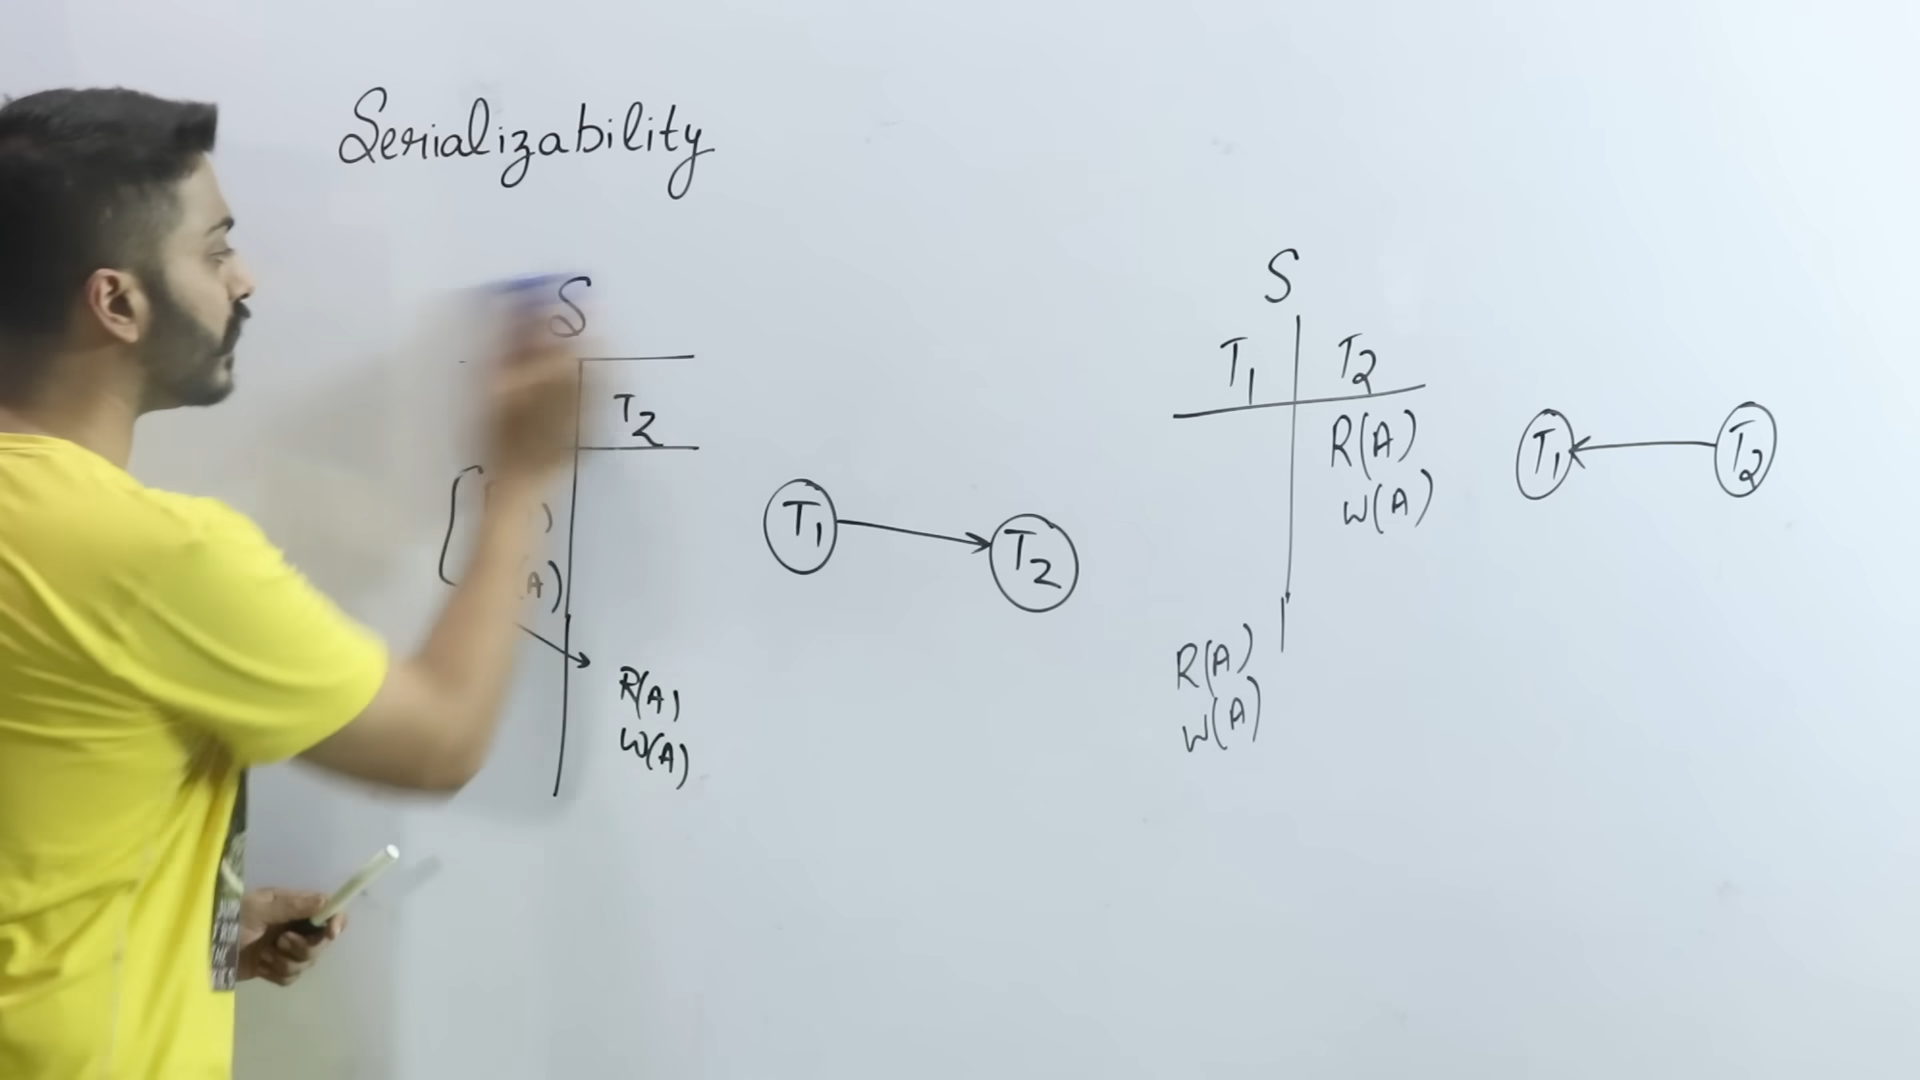 Serializability
S
T2
A)
R(A)
W(A)
T1
T2
S
T1 T2
R(A)
W(A)
R(A)
W(A)
T1
T2